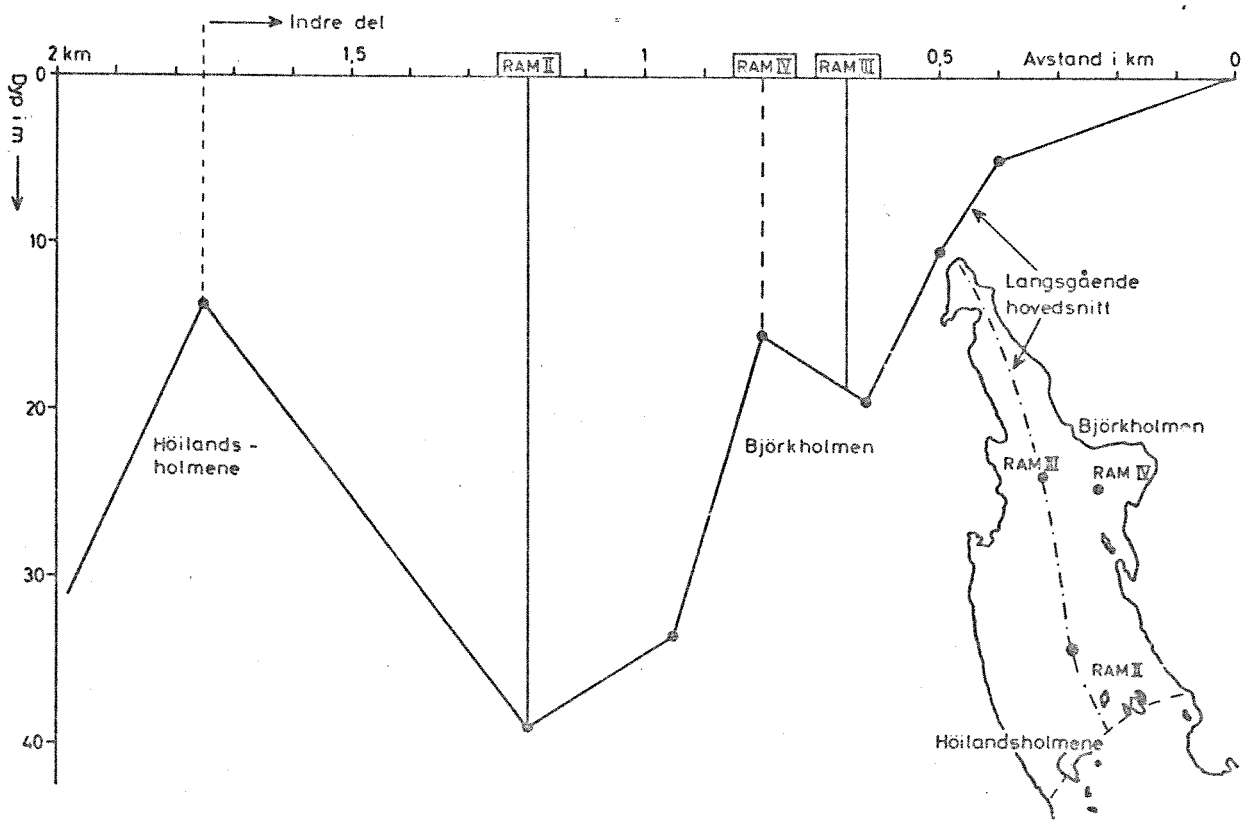 Indre del
2 km
1,5
RAM II
1
RAM IV
RAM III
0,5
Avstand i km
0
0
Dyp i m
10
20
30
40
Höilands-
holmene
Björkholmen
Langsgående
hovedsnitt
Björkholmen
RAM III
RAM IV
RAM II
Höilandsholmene